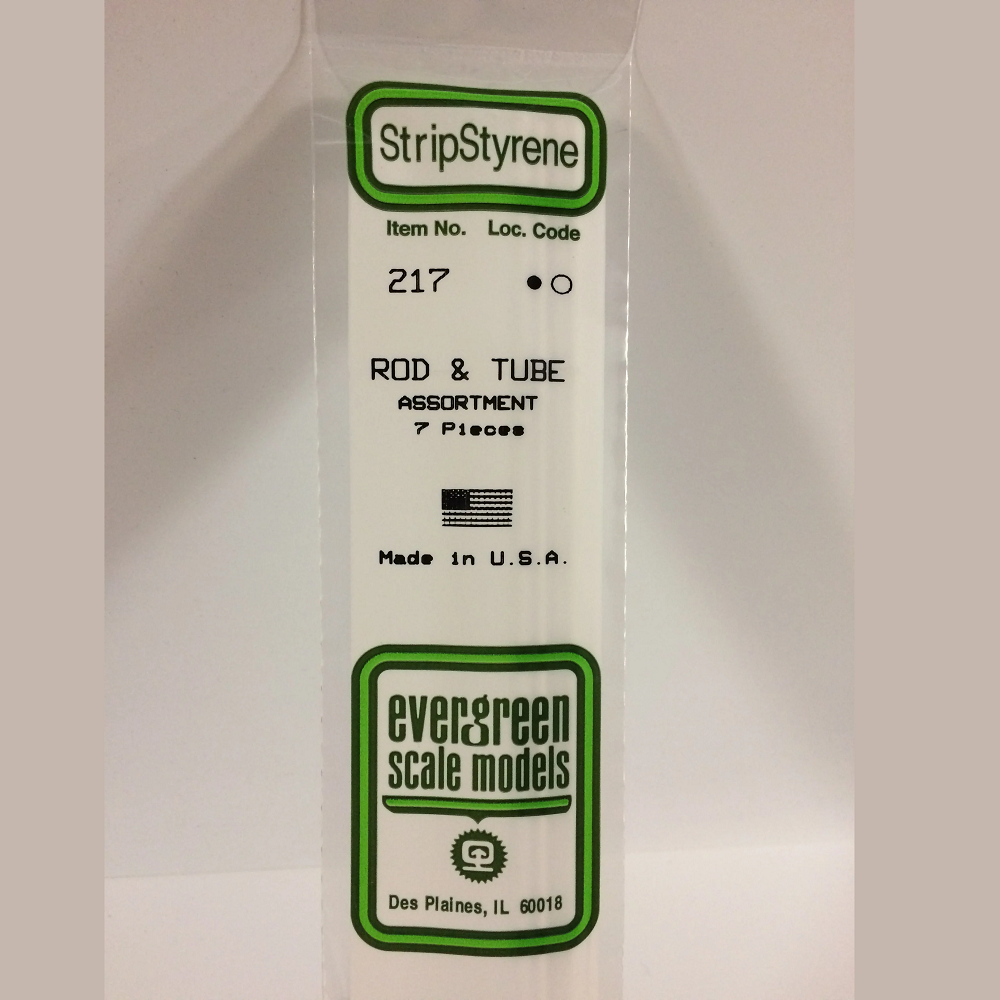 StripStyrene
Item No. Loc. Code
217
ROD & TUBE
ASSORTMENT
7 Pieces
Made in U.S.A.
evergreen
scale models
Des Plaines, IL 60018